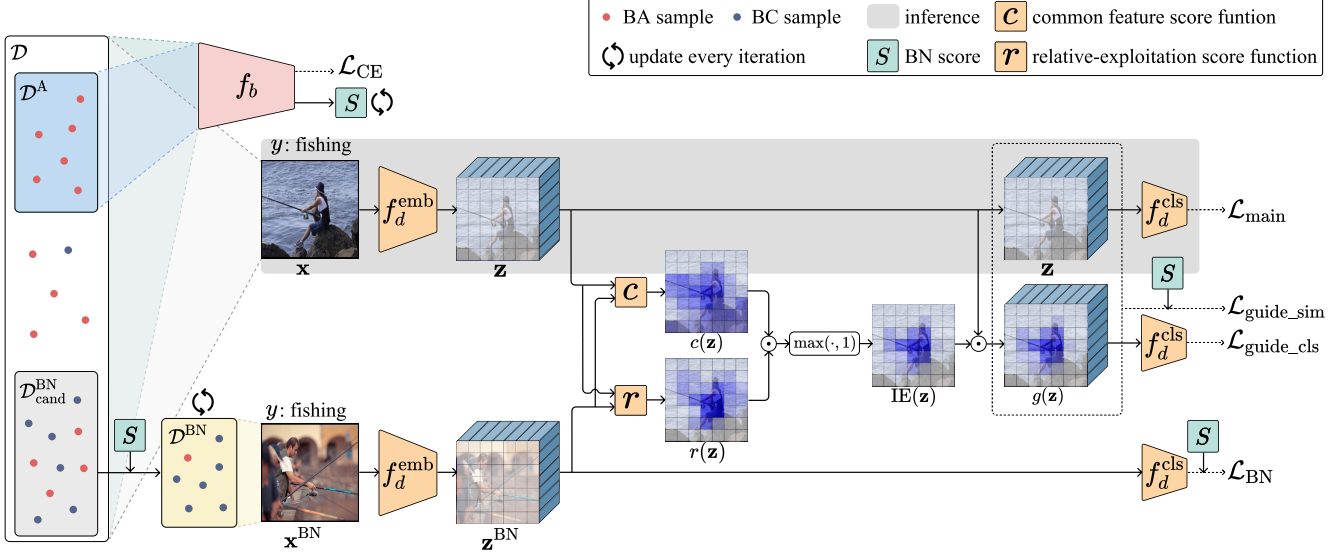 BA sample
BC sample
inference
c common feature score funtion
update every iteration
S BN score
r relative-exploitation score function
𝒟
𝒟^A
f_b
ℒ_CE
S
y: fishing
x
f_d^emb
z
z
f_d^cls
ℒ_main
c
c(z)
S
ℒ_guide_sim
max(·, 1)
IE(z)
g(z)
f_d^cls
ℒ_guide_cls
r
r(z)
𝒟_cand^BN
S
𝒟^BN
y: fishing
x^BN
f_d^emb
z^BN
f_d^cls
S
ℒ_BN